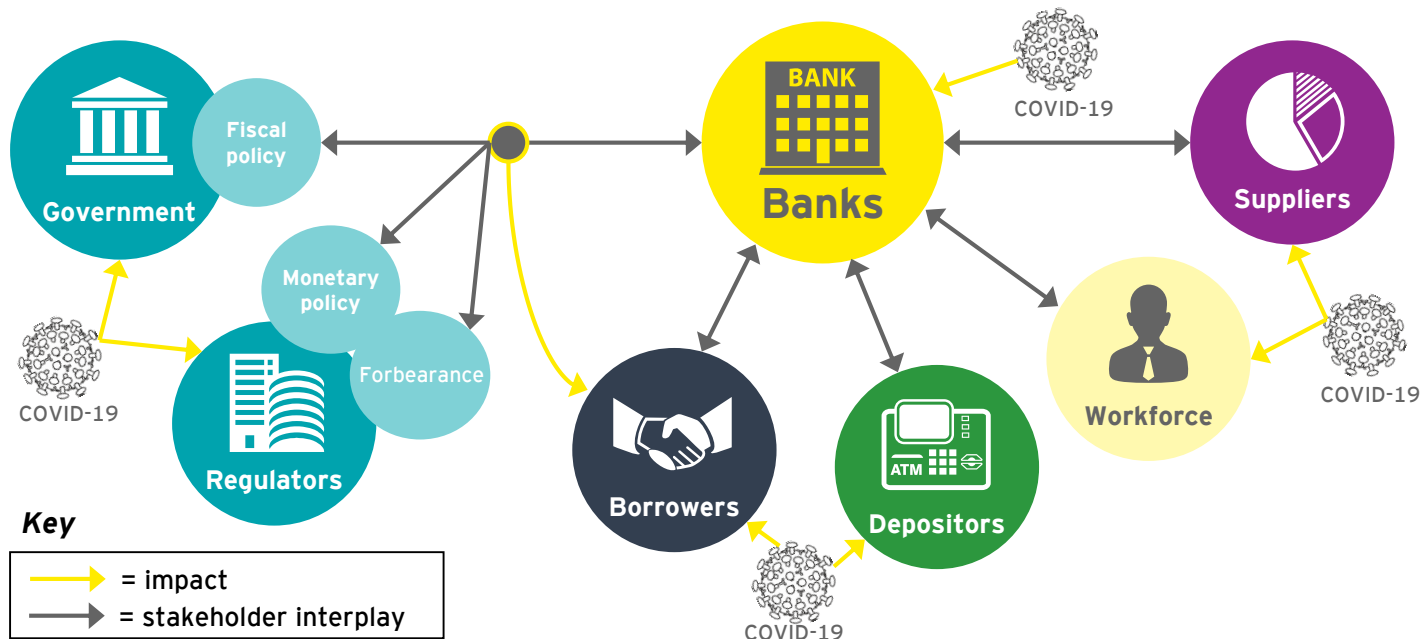 BANK
Banks
COVID-19
Suppliers
Fiscal
policy
Government
Monetary
policy
Forbearance
COVID-19
Regulators
Borrowers
ATM
Depositors
Workforce
COVID-19
COVID-19
Key
= impact
= stakeholder interplay